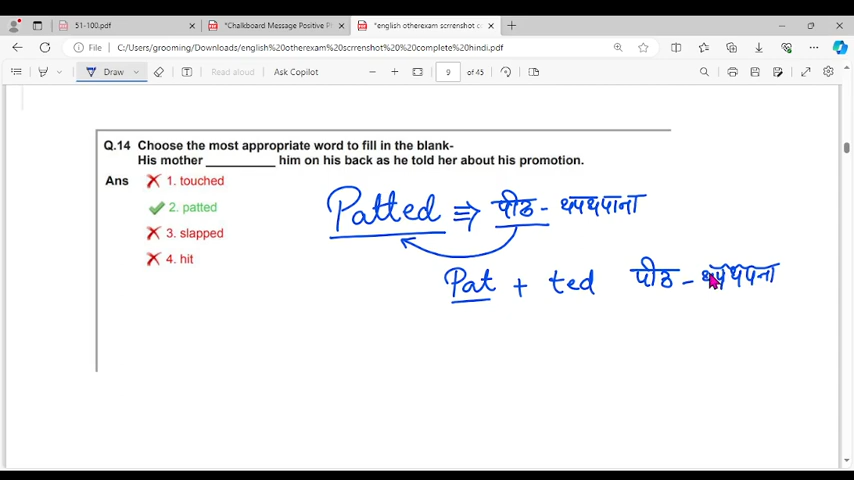 51-100.pdf
*Chalkboard Message Positive P
*english otherexam scrrenshot
File
C:/Users/grooming/Downloads/english%20otherexam%20scrrenshot%20%20complete%20hindi.pdf
Draw
Read aloud
Ask Copilot
9
of 45
Q.14 Choose the most appropriate word to fill in the blank-
His mother __________ him on his back as he told her about his promotion.
Ans
1. touched
2. patted
3. slapped
4. hit
Patted ⇒ पीठ - थपथपाना
Pat + ted पीठ - थपथपना